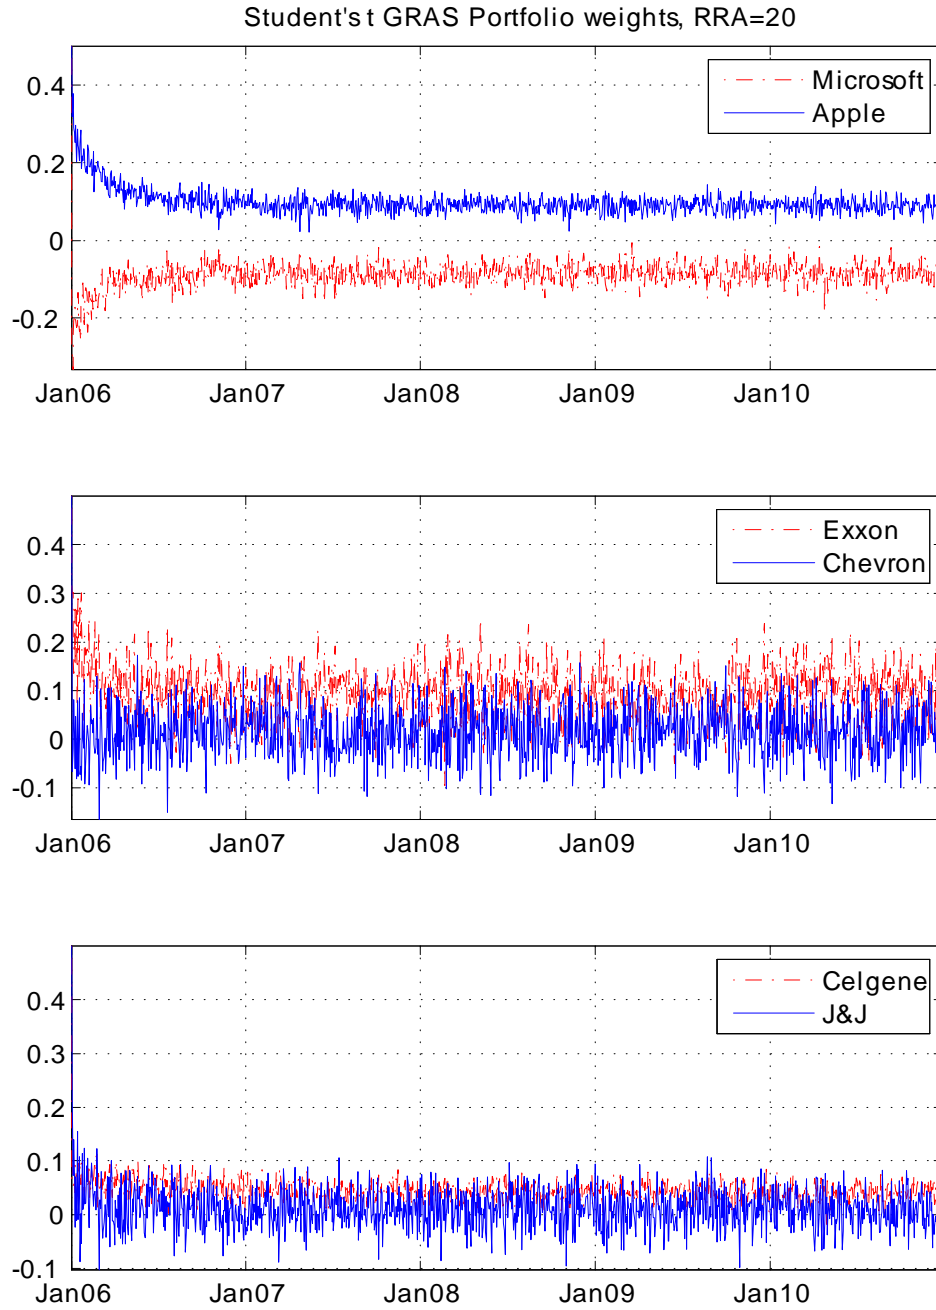 Student's t GRAS Portfolio weights, RRA=20
0.4
0.2
0
-0.2
Microsoft
Apple
Jan06 Jan07 Jan08 Jan09 Jan10
0.4
0.3
0.2
0.1
0
-0.1
Exxon
Chevron
Jan06 Jan07 Jan08 Jan09 Jan10
0.4
0.3
0.2
0.1
0
-0.1
Celgene
J&J
Jan06 Jan07 Jan08 Jan09 Jan10